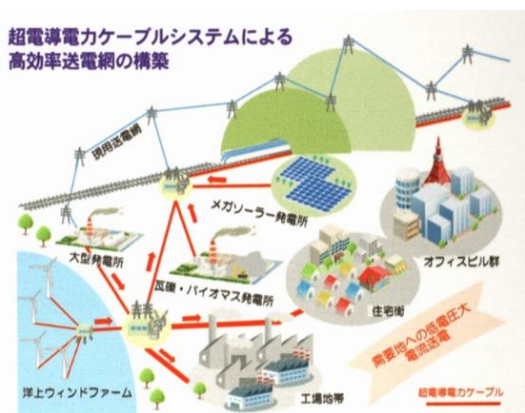 超電導電力ケーブルシステムによる
高効率送電網の構築
現用送電網
メガソーラー発電所
大型発電所
瓦礫・バイオマス発電所
オフィスビル群
住宅街
需要地への低電圧大
電流送電
洋上ウィンドファーム
工場地帯
超電導電力ケーブル